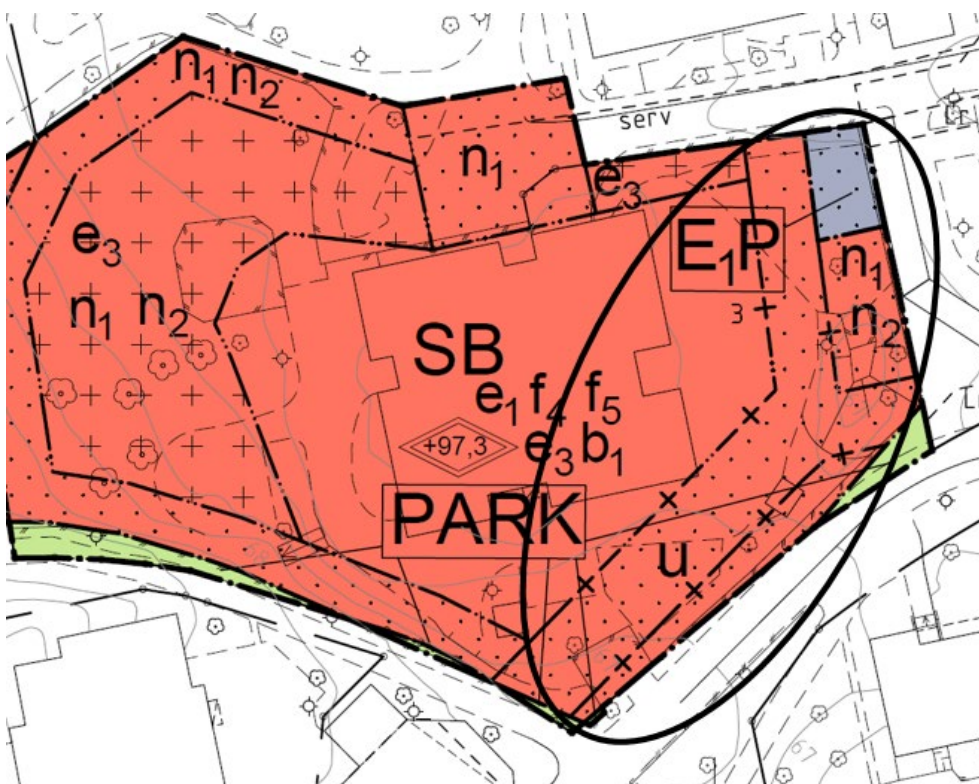 n1 n2
serv
n1
e3
E1P
e3
n1
n2
n1 n2
3
SB
e1 f4 f5
+97,3
e3 b1
PARK
u